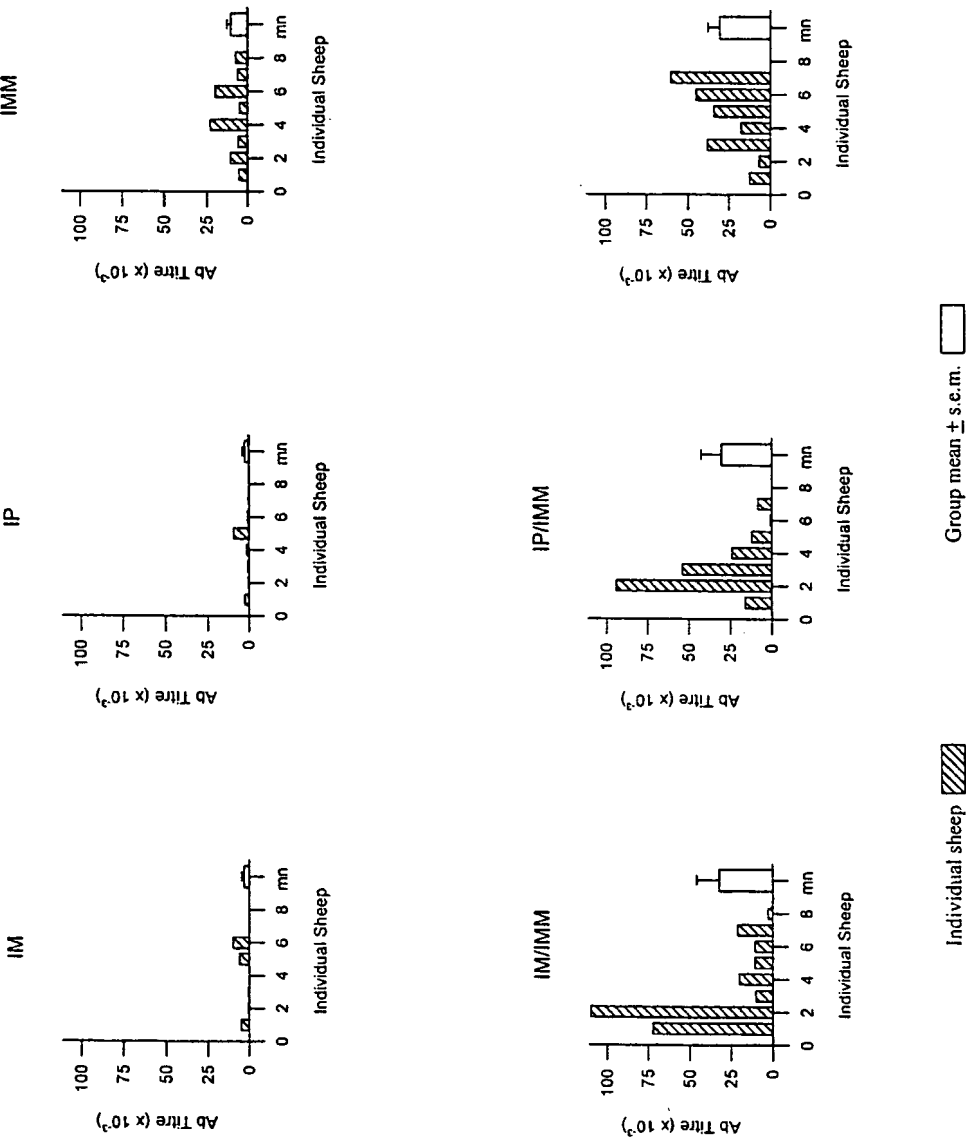 IM
Ab Titre (x 10⁻³)
100
75
50
25
0
0 2 4 6 8 mn
Individual Sheep
IP
Ab Titre (x 10⁻³)
100
75
50
25
0
0 2 4 6 8 mn
Individual Sheep
IMM
Ab Titre (x 10⁻³)
100
75
50
25
0
0 2 4 6 8 mn
Individual Sheep
IM/IMM
Ab Titre (x 10⁻³)
100
75
50
25
0
0 2 4 6 8 mn
Individual Sheep
IP/IMM
Ab Titre (x 10⁻³)
100
75
50
25
0
0 2 4 6 8 mn
Individual Sheep
Ab Titre (x 10⁻³)
100
75
50
25
0
0 2 4 6 8 mn
Individual Sheep
Individual sheep
Group mean ± s.e.m.